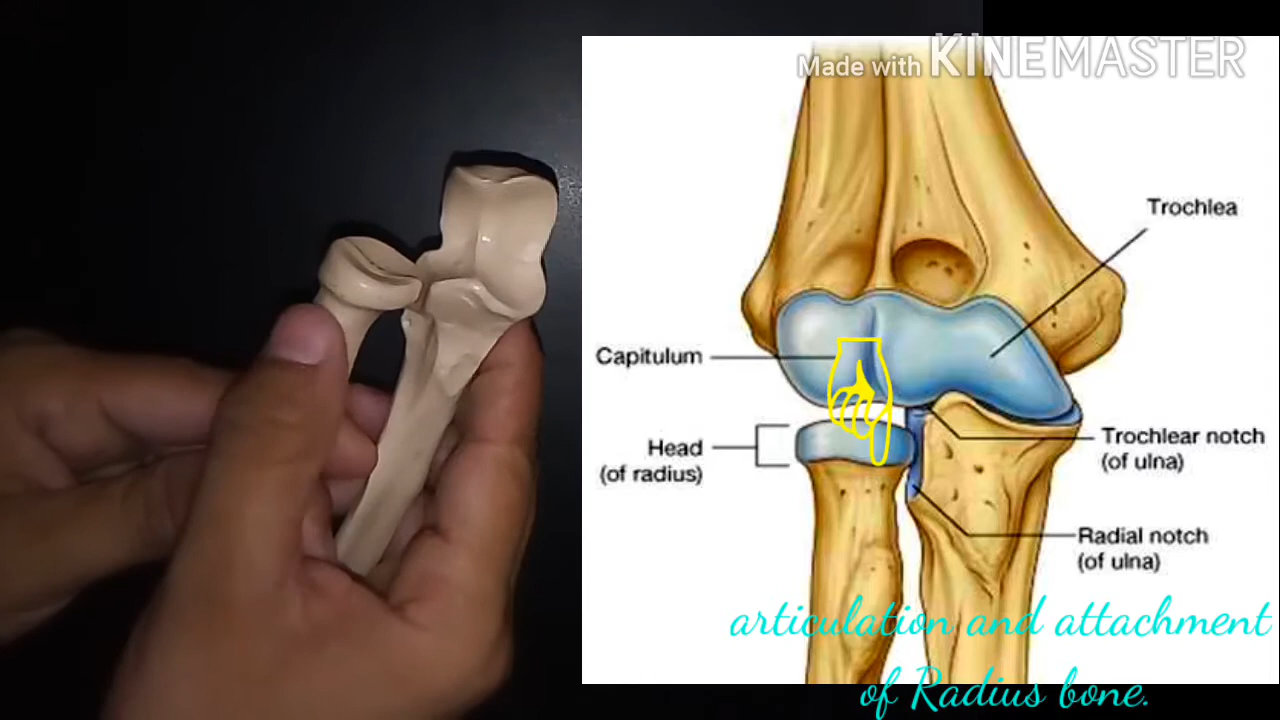 Made with KINEMASTER
Trochlea
Capitulum
Head
(of radius)
Trochlear notch
(of ulna)
Radial notch
(of ulna)
articulation and attachment
of Radius bone.